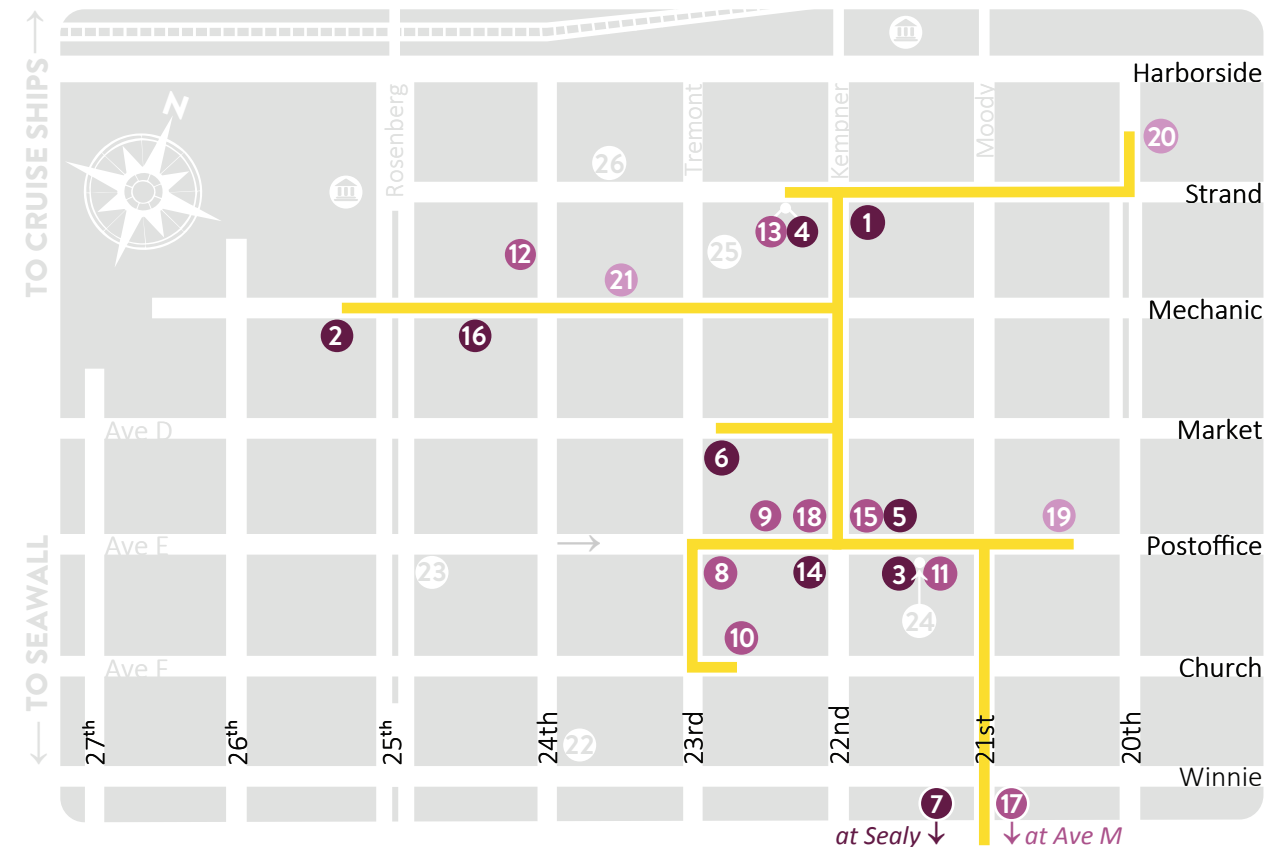 TO CRUISE SHIPS
N
Harborside
Rosenberg
Tremont
Kempner
Moody
20
26
Strand
13
4
1
12
25
21
Mechanic
2
16
Ave D
Market
6
9
18
15
5
19
Ave E
Postoffice
23
8
14
3
11
24
10
Ave F
Church
TO SEAWALL
27th
26th
25th
24th
23rd
22nd
21st
20th
22
Winnie
7
17
at Sealy
at Ave M